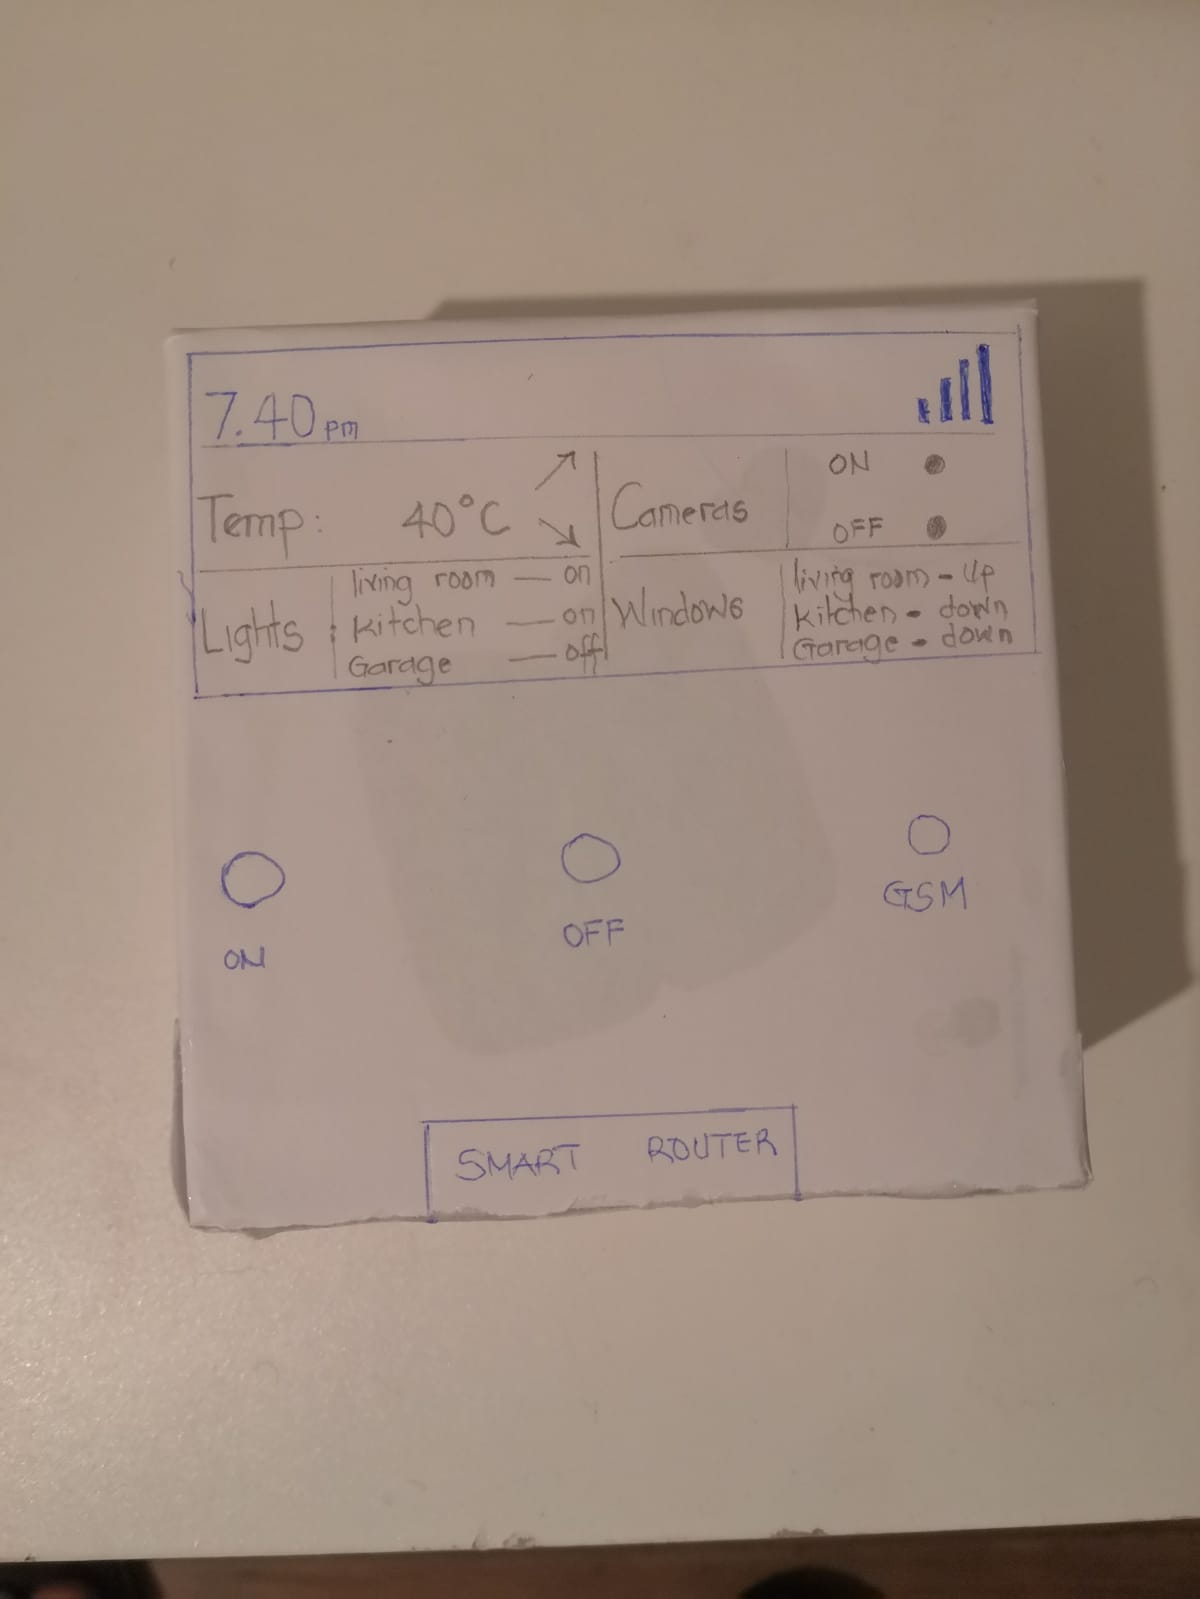 7.40 pm
Temp: 40°C
Cameras
ON
OFF
Lights :
living room — on
Kitchen — on
Garage — off
Windows
living room - Up
Kitchen - down
Garage - down
ON
OFF
GSM
SMART ROUTER